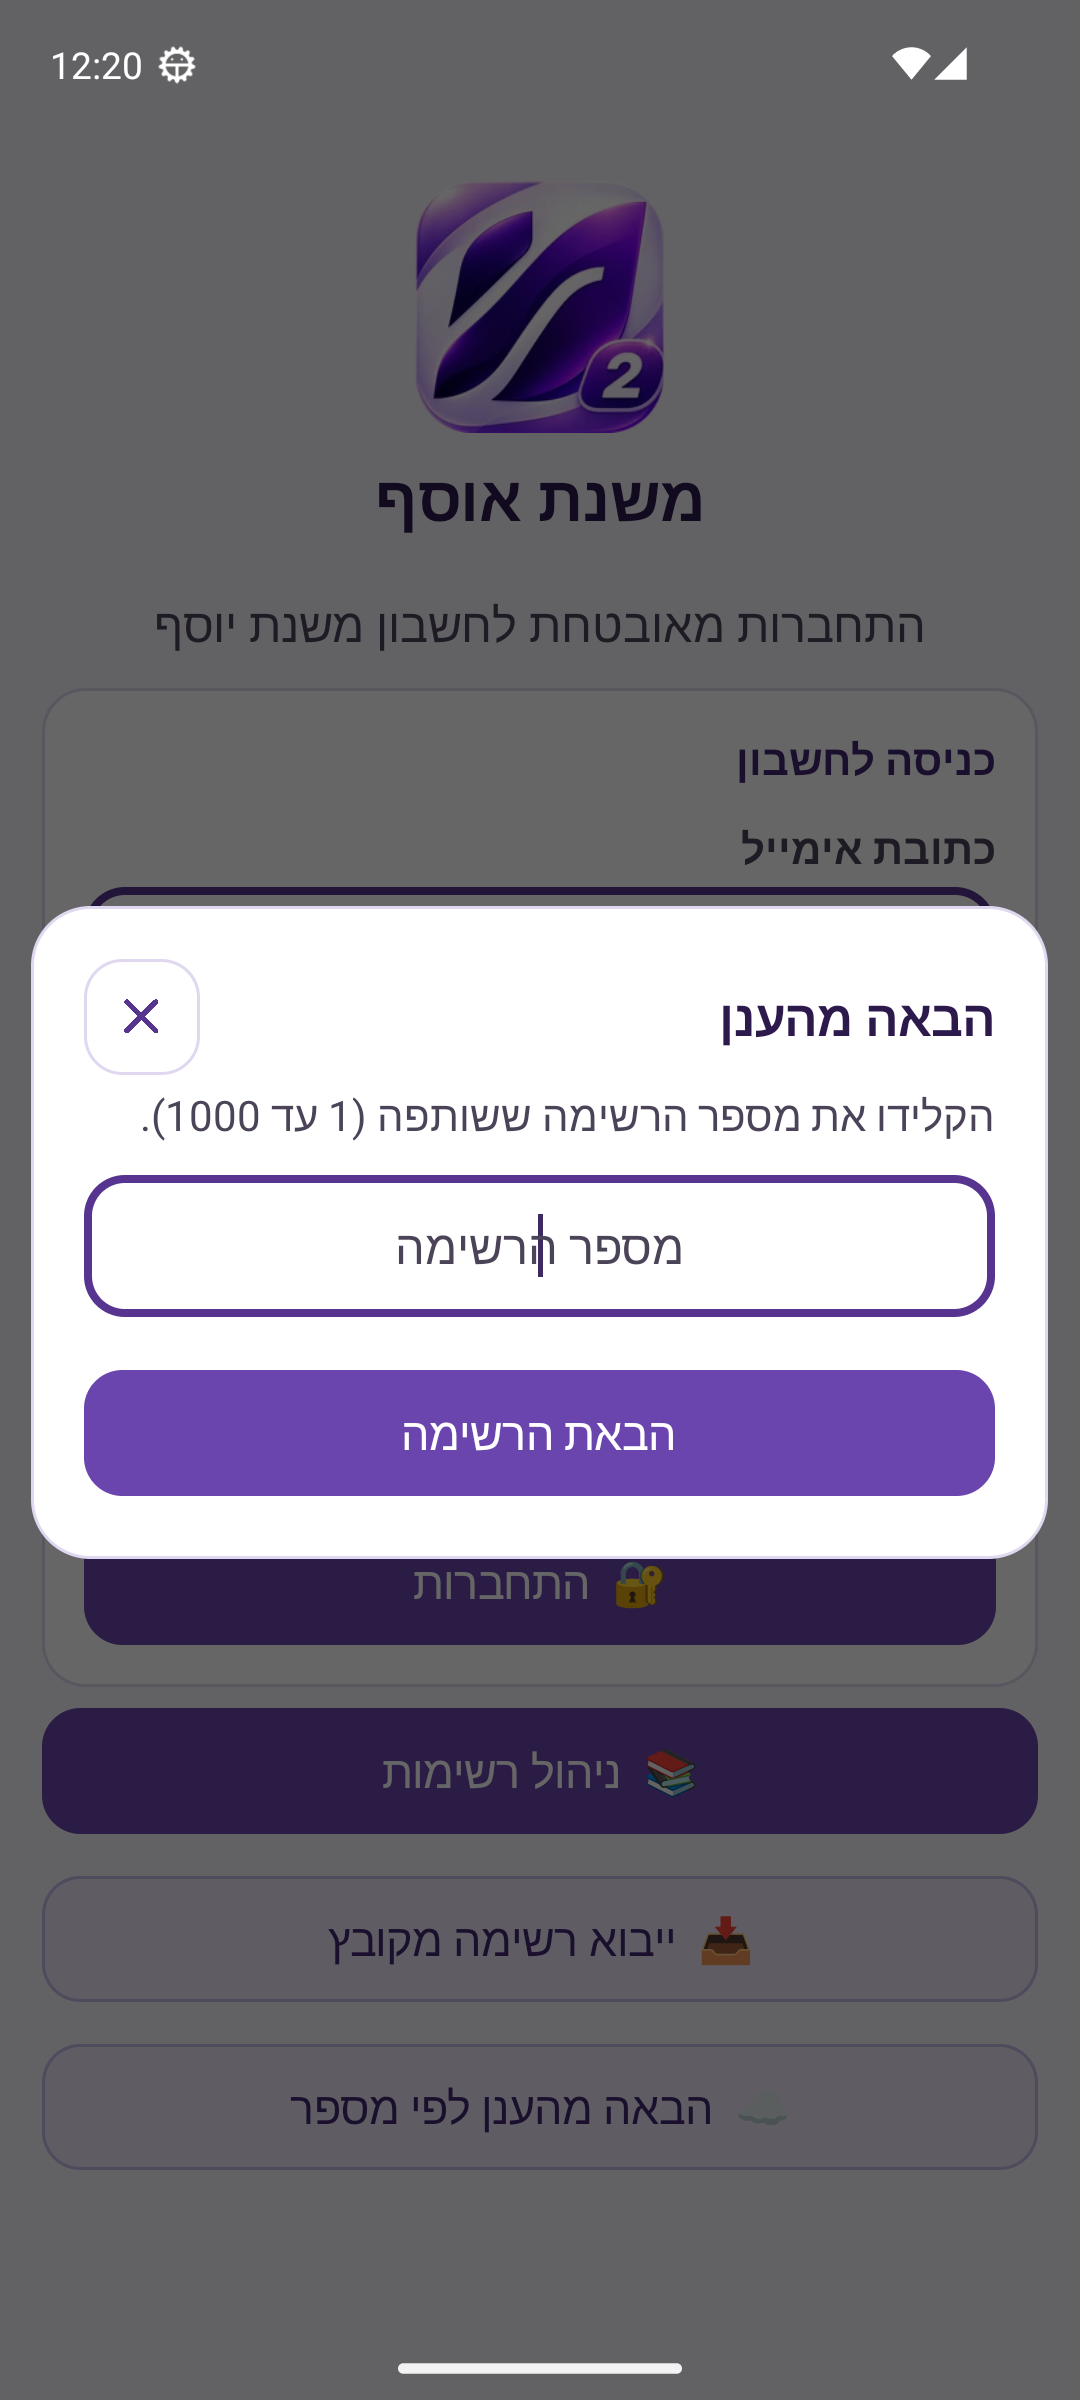 12:20
2
משנת אוסף
התחברות מאובטחת לחשבון משנת יוסף
כניסה לחשבון
כתובת אימייל
הבאה מהענן
הקלידו את מספר הרשימה ששותפה (1 עד 1000).
מספר הרשימה
הבאת הרשימה
🔐 התחברות
📚 ניהול רשימות
📥 ייבוא רשימה מקובץ
☁️ הבאה מהענן לפי מספר